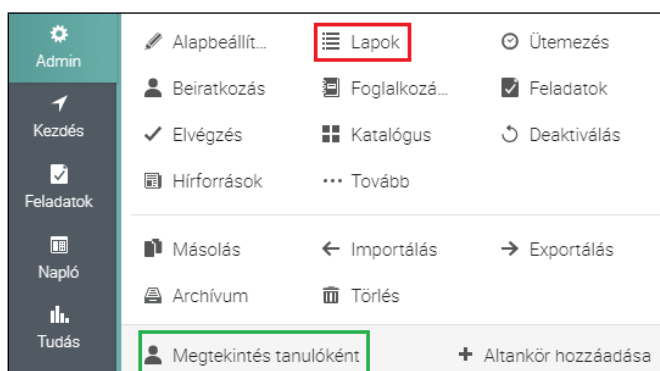 Admin
Kezdés
Feladatok
Napló
Tudás
Alapbeállít... Lapok Ütemezés
Beiratkozás Foglalkozá... Feladatok
Elvégzés Katalógus Deaktiválás
Hírforrások ... Tovább
Másolás Importálás Exportálás
Archívum Törlés
Megtekintés tanulóként + Altankör hozzáadása